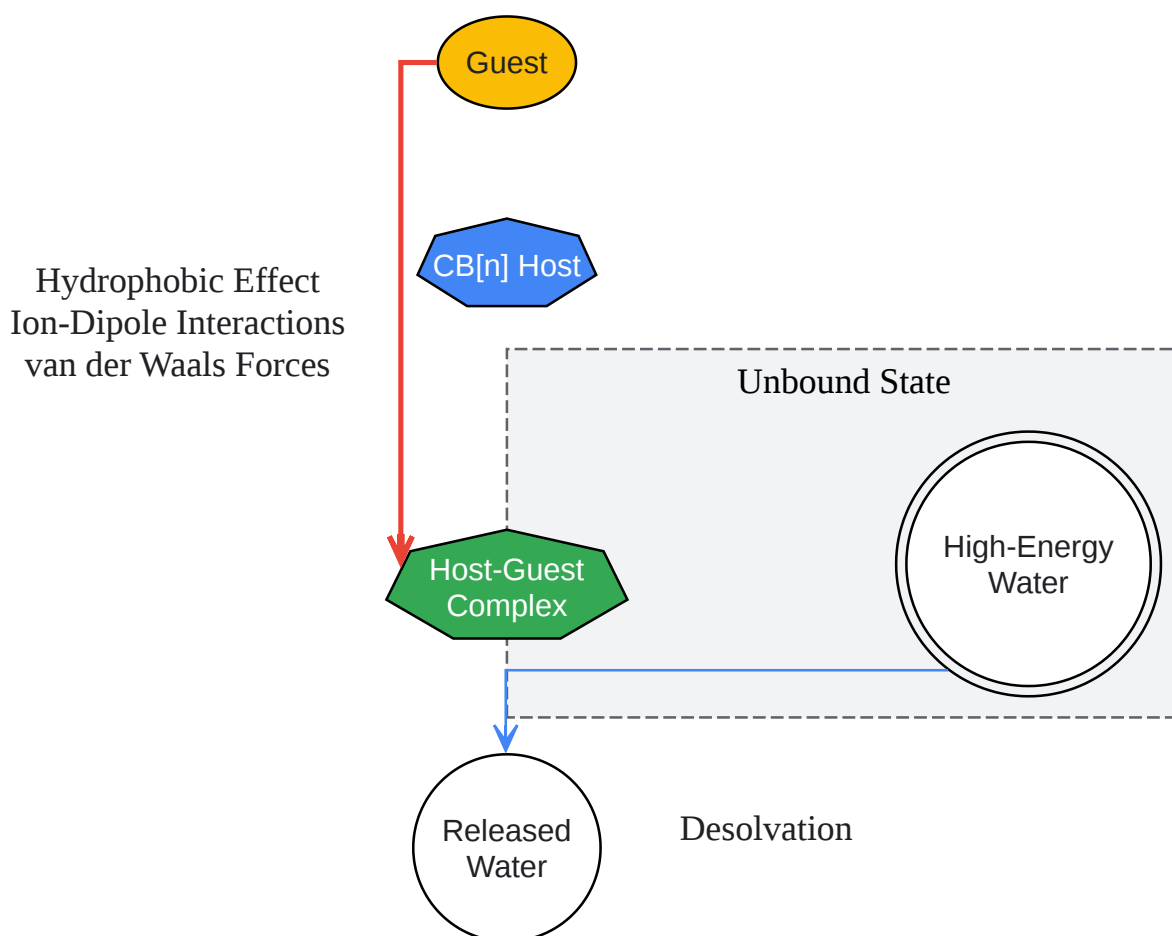 Guest
CB[n] Host
Hydrophobic Effect
Ion-Dipole Interactions
van der Waals Forces
Unbound State
High-Energy
Water
Host-Guest
Complex
Released
Water
Desolvation